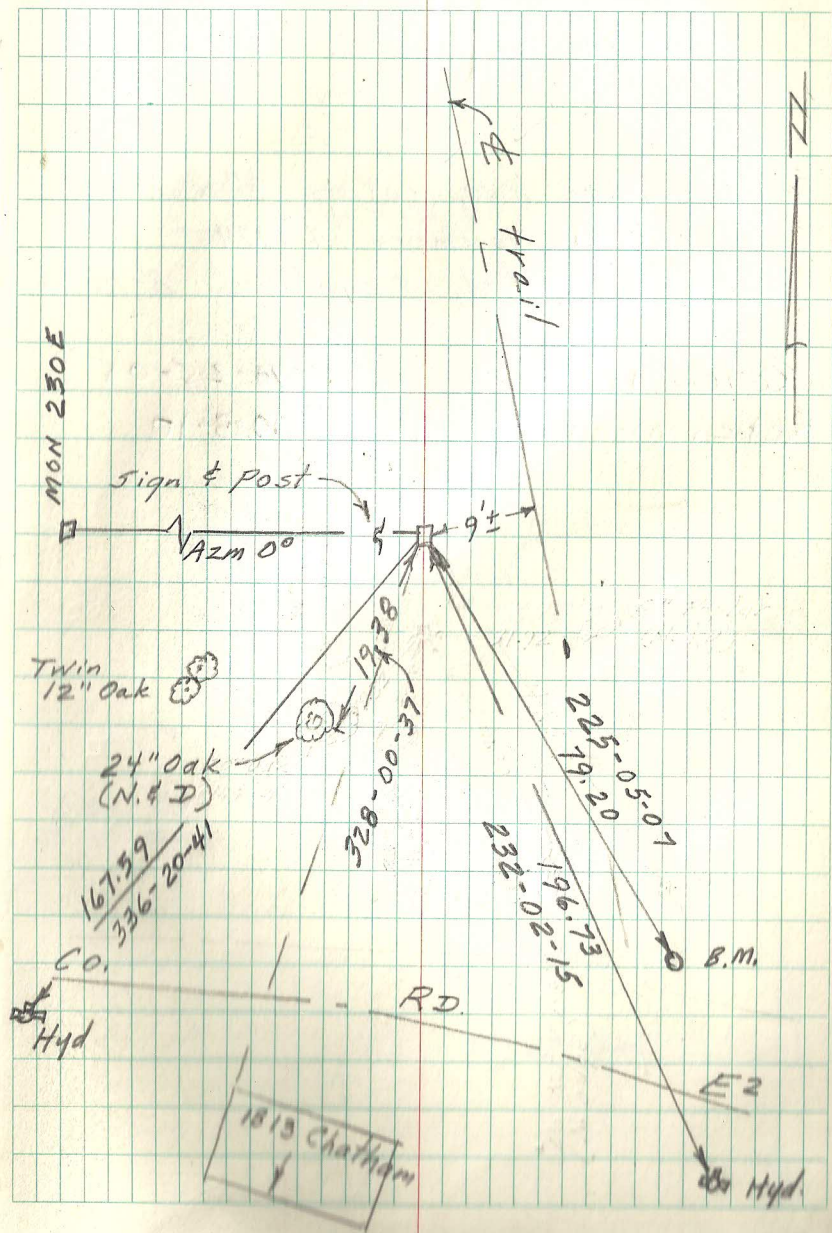 ℄
Trail
N
MON 230E
Sign & Post
Azm 0°
5'
9'±
19.38
328-00-37
Twin
12" Oak
24" Oak
(N. & D)
167.59
336-20-41
225-05-07
79.20
196.73
232-02-15
B.M.
Co.
RD.
E2
Hyd
1813 Chatham
Hyd.